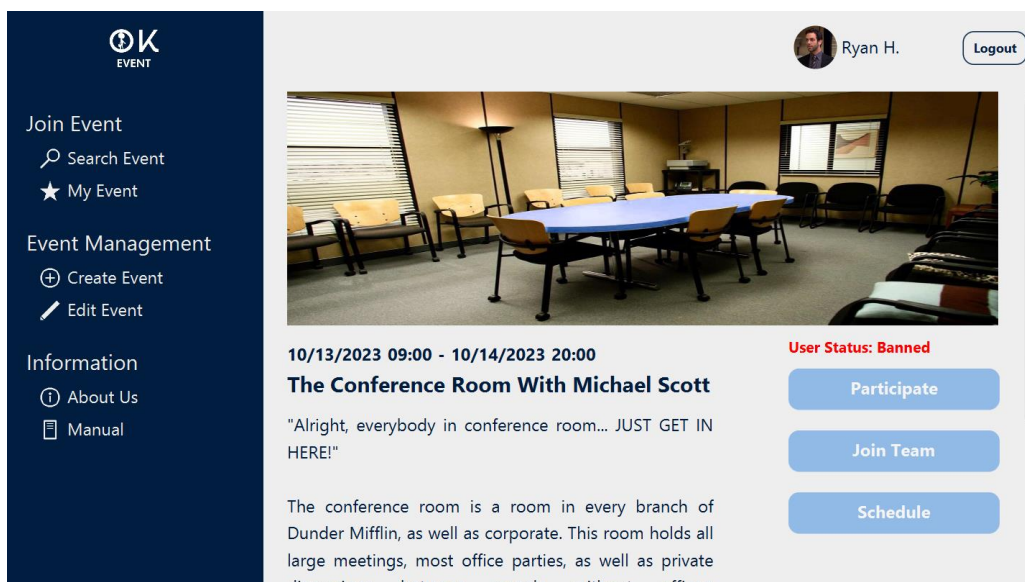 OK
EVENT
Ryan H.
Logout
Join Event
Search Event
My Event
Event Management
Create Event
Edit Event
Information
About Us
Manual
10/13/2023 09:00 - 10/14/2023 20:00
The Conference Room With Michael Scott
"Alright, everybody in conference room... JUST GET IN
HERE!"
The conference room is a room in every branch of
Dunder Mifflin, as well as corporate. This room holds all
large meetings, most office parties, as well as private
User Status: Banned
Participate
Join Team
Schedule